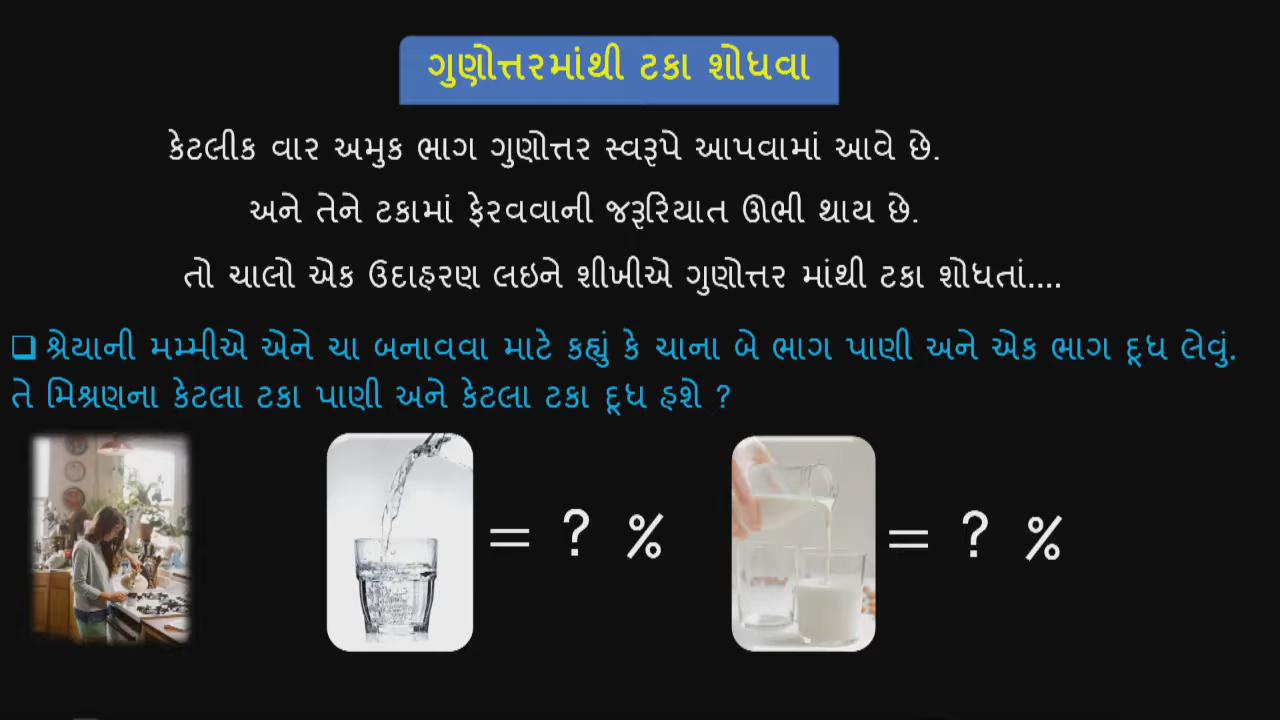 ગુણોત્તરમાંથી ટકા શોધવા
કેટલીક વાર અમુક ભાગ ગુણોત્તર સ્વરૂપે આપવામાં આવે છે.
અને તેને ટકામાં ફેરવવાની જરૂરિયાત ઊભી થાય છે.
તો ચાલો એક ઉદાહરણ લઇને શીખીએ ગુણોત્તર માંથી ટકા શોધતાં....
❑ શ્રેયાની મમ્મીએ એને ચા બનાવવા માટે કહ્યું કે ચાના બે ભાગ પાણી અને એક ભાગ દૂધ લેવું.
તે મિશ્રણના કેટલા ટકા પાણી અને કેટલા ટકા દૂધ હશે ?
= ? %
= ? %